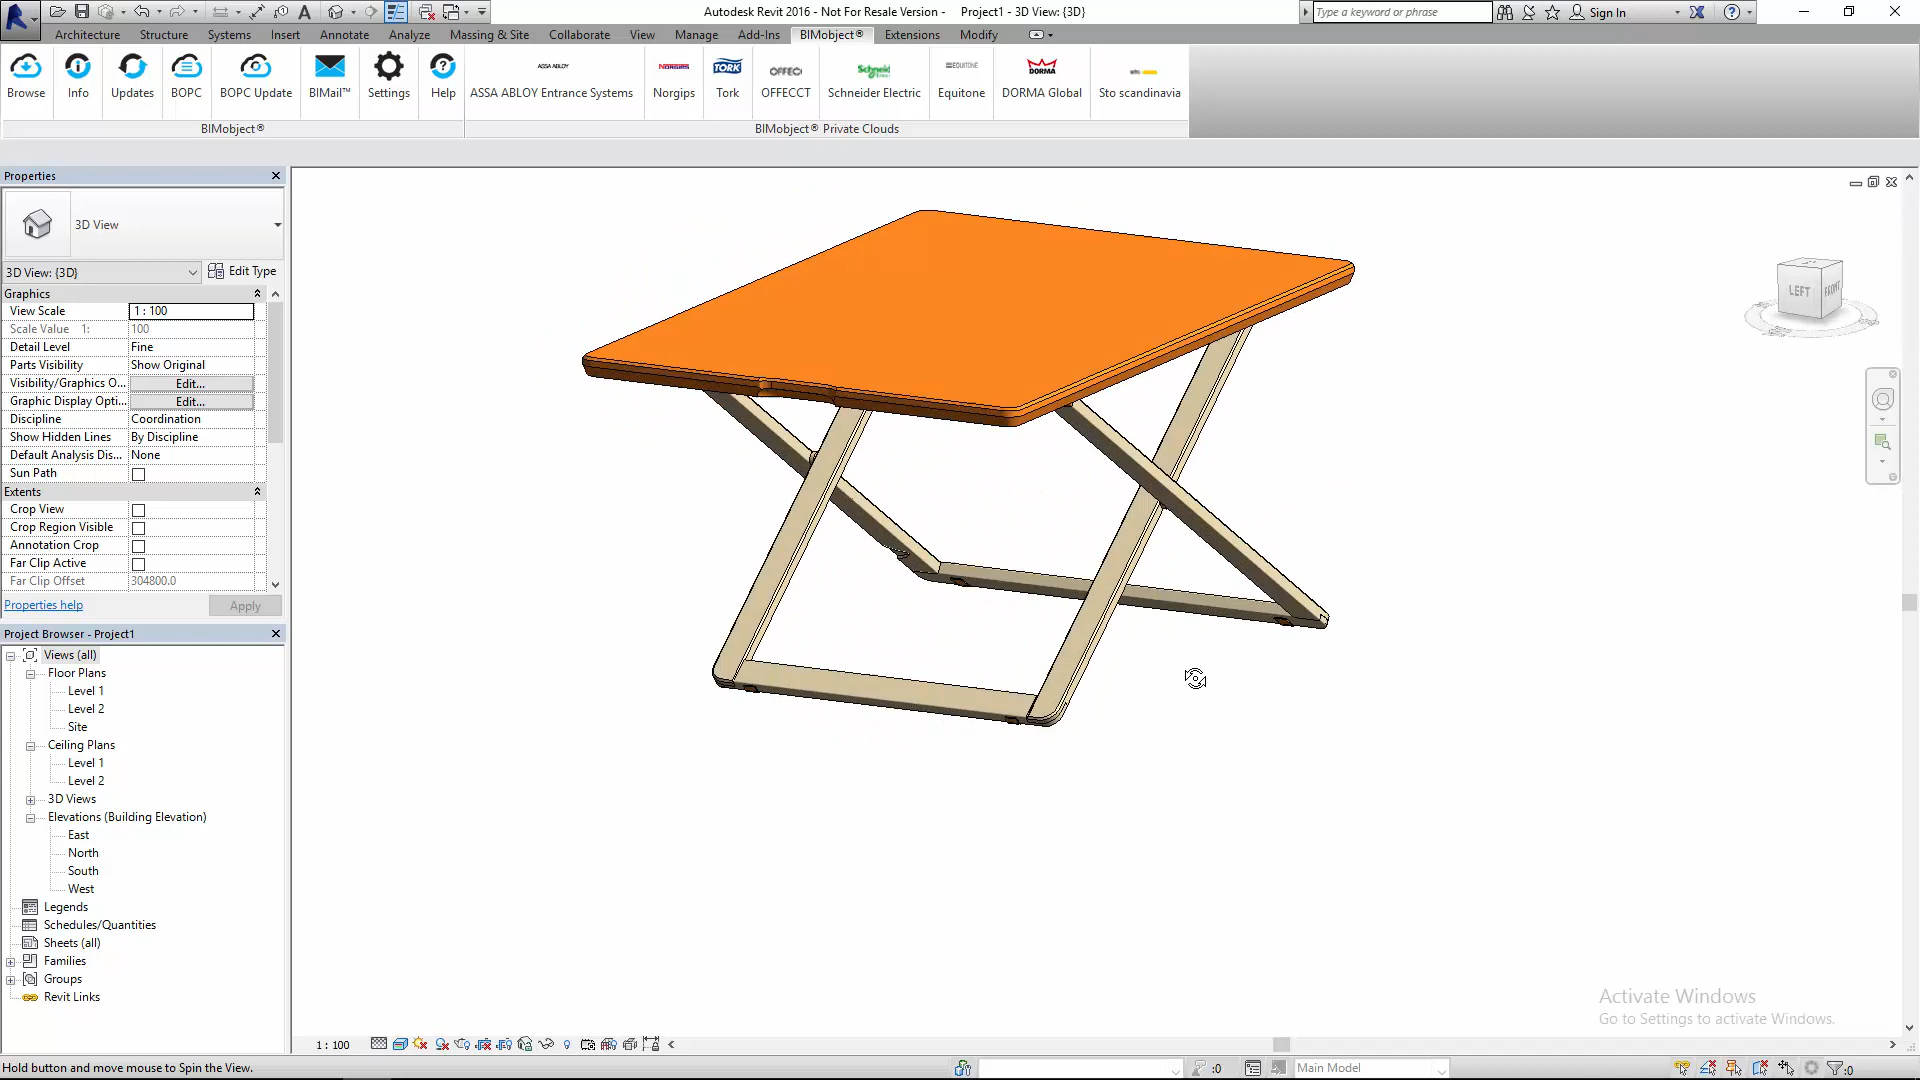 Autodesk Revit 2016 - Not For Resale Version - Project1 - 3D View: {3D}
Type a keyword or phrase
Sign In
Architecture Structure Systems Insert Annotate Analyze Massing & Site Collaborate View Manage Add-Ins BIMobject® Extensions Modify
ASSA ABLOY NORGIPS TORK OFFECCT Schneider Electric EQUITONE DORMA sto
Browse Info Updates BOPC BOPC Update BIMail™ Settings Help ASSA ABLOY Entrance Systems Norgips Tork OFFECCT Schneider Electric Equitone DORMA Global Sto scandinavia
BIMobject® BIMobject® Private Clouds
Properties
3D View
3D View: {3D} Edit Type
Graphics
View Scale 1 : 100
Scale Value 1: 100
Detail Level Fine
Parts Visibility Show Original
Visibility/Graphics O... Edit...
Graphic Display Opti... Edit...
Discipline Coordination
Show Hidden Lines By Discipline
Default Analysis Dis... None
Sun Path
Extents
Crop View
Crop Region Visible
Annotation Crop
Far Clip Active
Far Clip Offset 304800.0
Properties help Apply
Project Browser - Project1
Views (all)
Floor Plans
Level 1
Level 2
Site
Ceiling Plans
Level 1
Level 2
3D Views
Elevations (Building Elevation)
East
North
South
West
Legends
Schedules/Quantities
Sheets (all)
Families
Groups
Revit Links
LEFT FRONT
Activate Windows
Go to Settings to activate Windows.
1 : 100
Hold button and move mouse to Spin the View.
:0
Main Model
:0